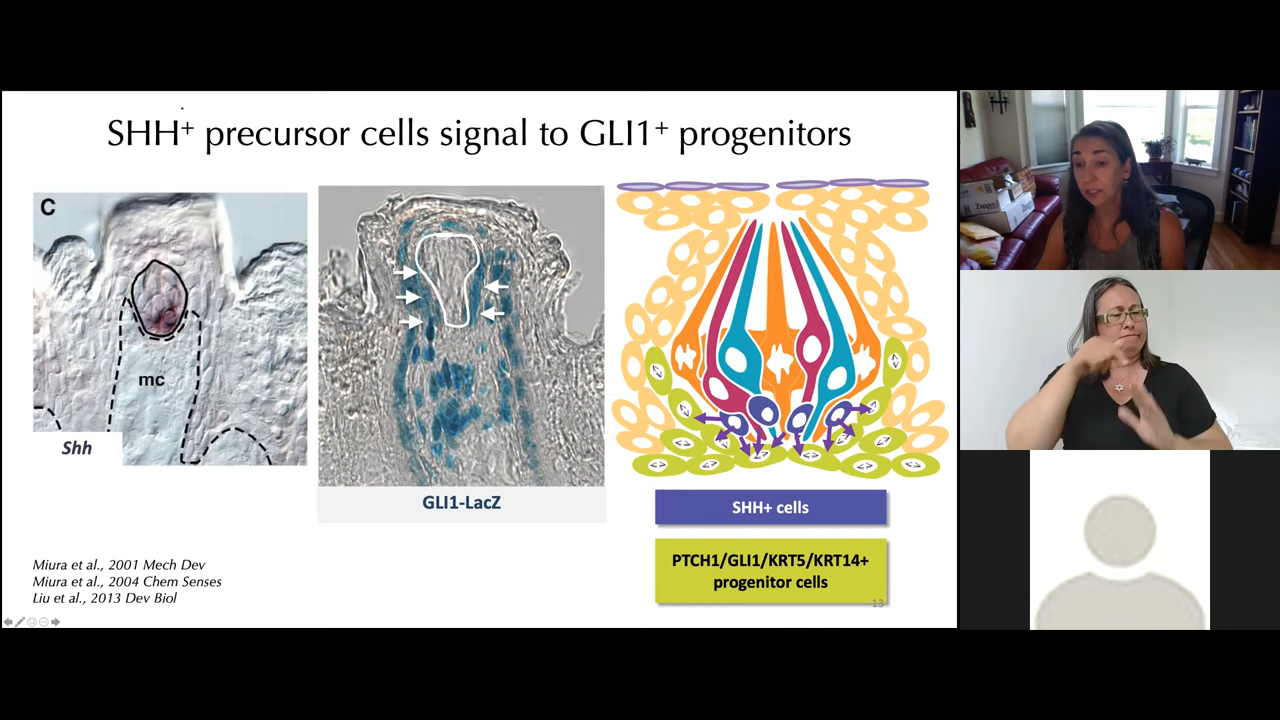 SHH+ precursor cells signal to GLI1+ progenitors
C
mc
Shh
GLI1-LacZ
SHH+ cells
PTCH1/GLI1/KRT5/KRT14+
progenitor cells
Miura et al., 2001 Mech Dev
Miura et al., 2004 Chem Senses
Liu et al., 2013 Dev Biol
13